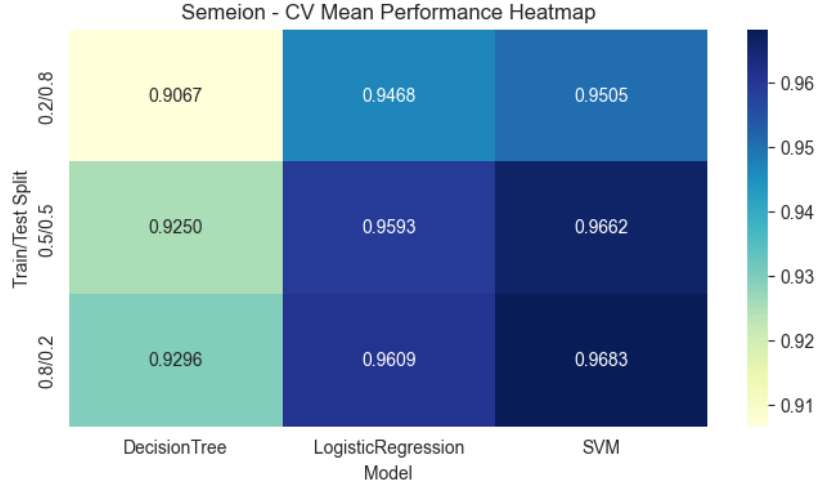 Semeion - CV Mean Performance Heatmap
Train/Test Split
0.2/0.8
0.9067 0.9468 0.9505
0.5/0.5
0.9250 0.9593 0.9662
0.8/0.2
0.9296 0.9609 0.9683
DecisionTree LogisticRegression SVM
Model
0.96
0.95
0.94
0.93
0.92
0.91